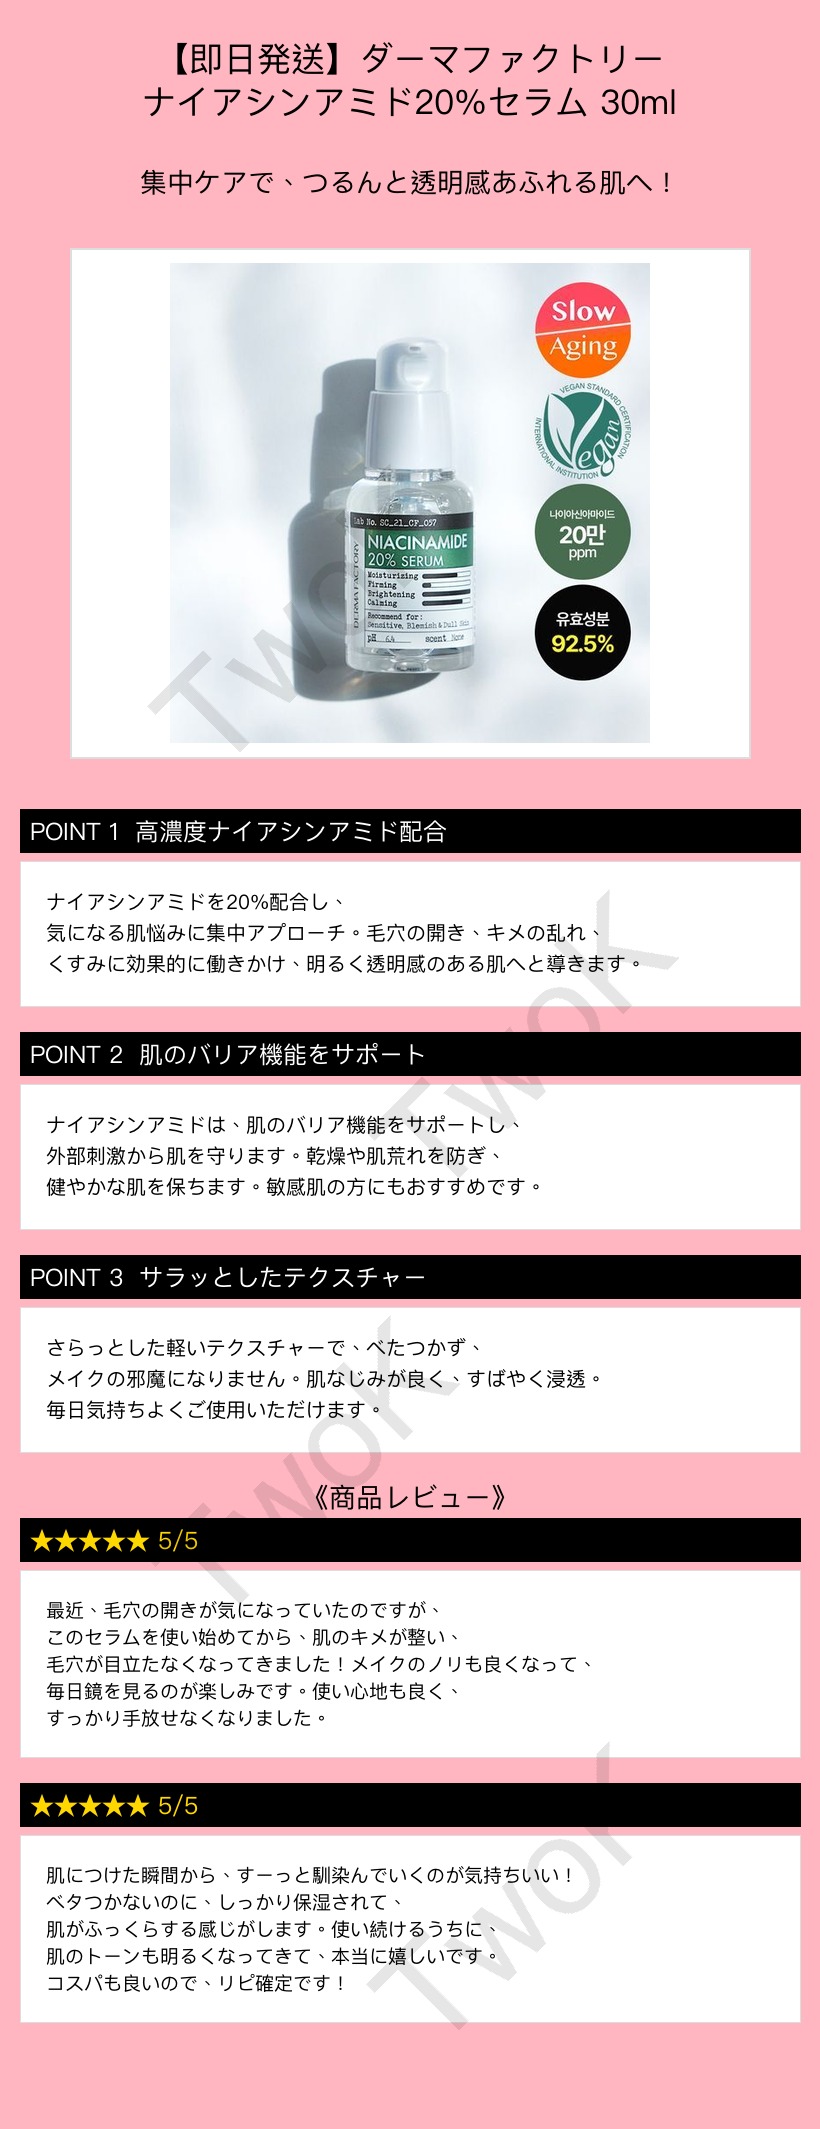 【即日発送】ダーマファクトリー
ナイアシンアミド20%セラム 30ml
集中ケアで、つるんと透明感あふれる肌へ！
Slow
Aging
VEGAN STANDARD CERTIFICATION
Vegan
INTERNATIONAL INSTITUTION
나이아신아마이드
20만
ppm
유효성분
92.5%
Lab No. SC_21_CF_057
DERMA FACTORY
NIACINAMIDE
20% SERUM
Moisturizing
Firming
Brightening
Calming
Recommend for:
Sensitive, Blemish & Dull Skin
pH 6.4 scent None
TwoK
POINT 1 高濃度ナイアシンアミド配合
ナイアシンアミドを20%配合し、
気になる肌悩みに集中アプローチ。毛穴の開き、キメの乱れ、
くすみに効果的に働きかけ、明るく透明感のある肌へと導きます。
TwoK
POINT 2 肌のバリア機能をサポート
ナイアシンアミドは、肌のバリア機能をサポートし、
外部刺激から肌を守ります。乾燥や肌荒れを防ぎ、
健やかな肌を保ちます。敏感肌の方にもおすすめです。
POINT 3 サラッとしたテクスチャー
さらっとした軽いテクスチャーで、べたつかず、
メイクの邪魔になりません。肌なじみが良く、すばやく浸透。
毎日気持ちよくご使用いただけます。
TwoK
《商品レビュー》
★★★★★ 5/5
最近、毛穴の開きが気になっていたのですが、
このセラムを使い始めてから、肌のキメが整い、
毛穴が目立たなくなってきました！メイクのノリも良くなって、
毎日鏡を見るのが楽しみです。使い心地も良く、
すっかり手放せなくなりました。
★★★★★ 5/5
肌につけた瞬間から、すーっと馴染んでいくのが気持ちいい！
ベタつかないのに、しっかり保湿されて、
肌がふっくらする感じがします。使い続けるうちに、
肌のトーンも明るくなってきて、本当に嬉しいです。
コスパも良いので、リピ確定です！
TwoK